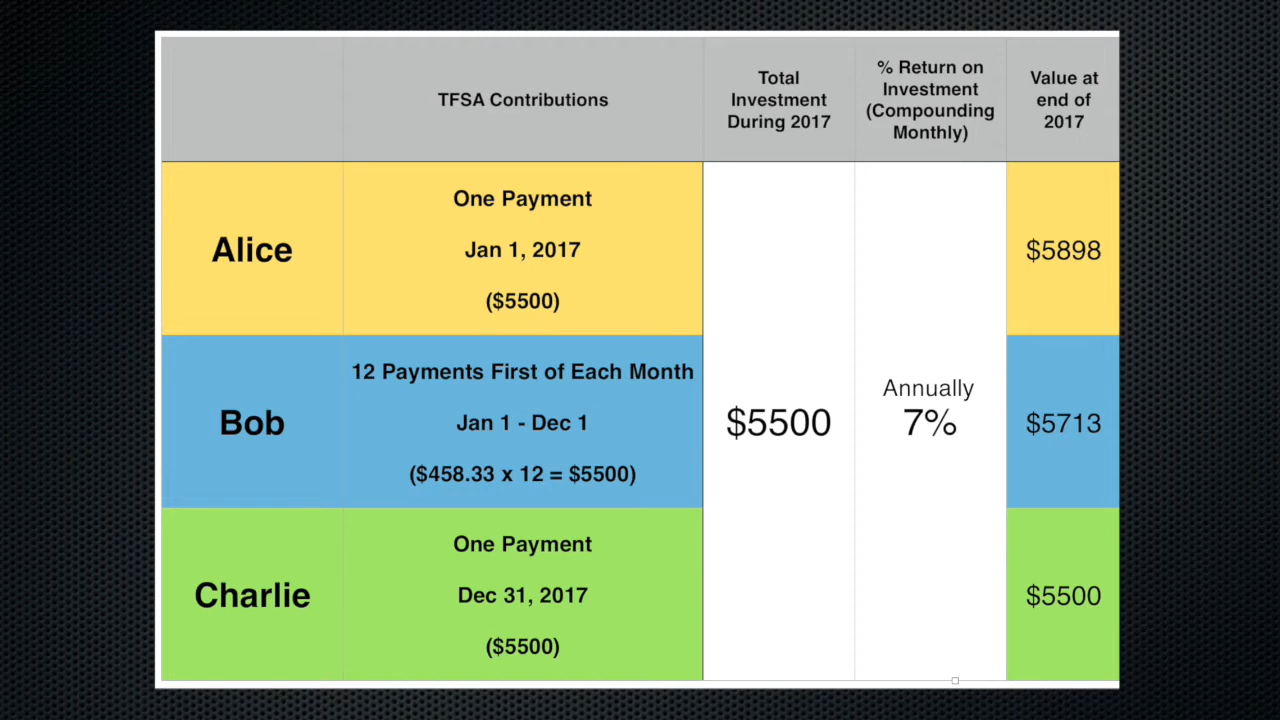 TFSA Contributions
Total
Investment
During 2017
% Return on
Investment
(Compounding
Monthly)
Value at
end of
2017
Alice
One Payment
Jan 1, 2017
($5500)
$5898
Bob
12 Payments First of Each Month
Jan 1 - Dec 1
($458.33 x 12 = $5500)
$5500
Annually
7%
$5713
Charlie
One Payment
Dec 31, 2017
($5500)
$5500